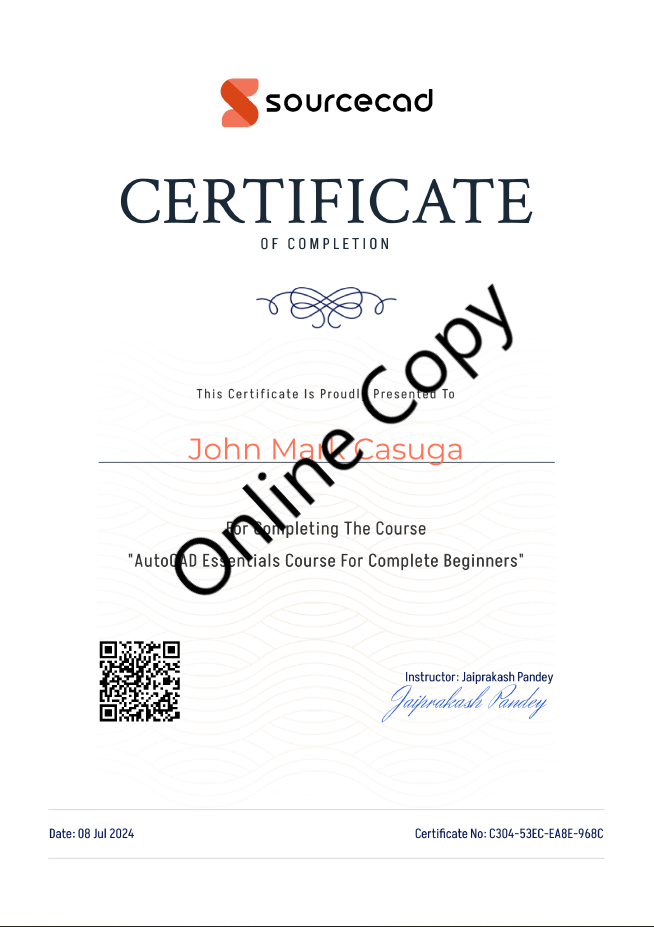 sourcecad
CERTIFICATE
OF COMPLETION
This Certificate Is Proudly Presented To
John Mark Casuga
For Completing The Course
"AutoCAD Essentials Course For Complete Beginners"
Online Copy
Instructor: Jaiprakash Pandey
Jaiprakash Pandey
Date: 08 Jul 2024
Certificate No: C304-53EC-EA8E-968C